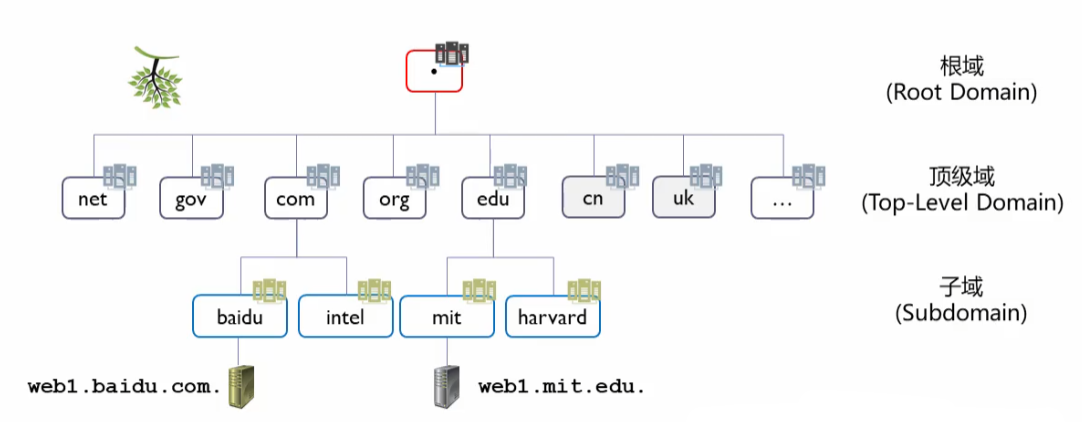 .
根域
(Root Domain)
net
gov
com
org
edu
cn
uk
...
顶级域
(Top-Level Domain)
baidu
intel
mit
harvard
子域
(Subdomain)
web1.baidu.com.
web1.mit.edu.